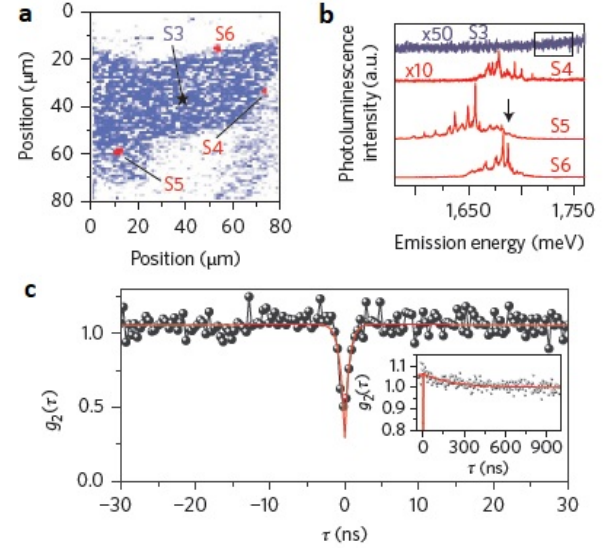 a
0
20
40
60
80
Position (μm)
S3
S6
S4
S5
0 20 40 60 80
Position (μm)
b
x50 S3
x10 S4
S5
S6
Photoluminescence
intensity (a.u.)
1,650 1,750
Emission energy (meV)
c
1.0
0.5
0.0
g2(τ)
−30 −20 −10 0 10 20 30
τ (ns)
1.1
1.0
0.9
0.8
g2(τ)
0 300 600 900
τ (ns)